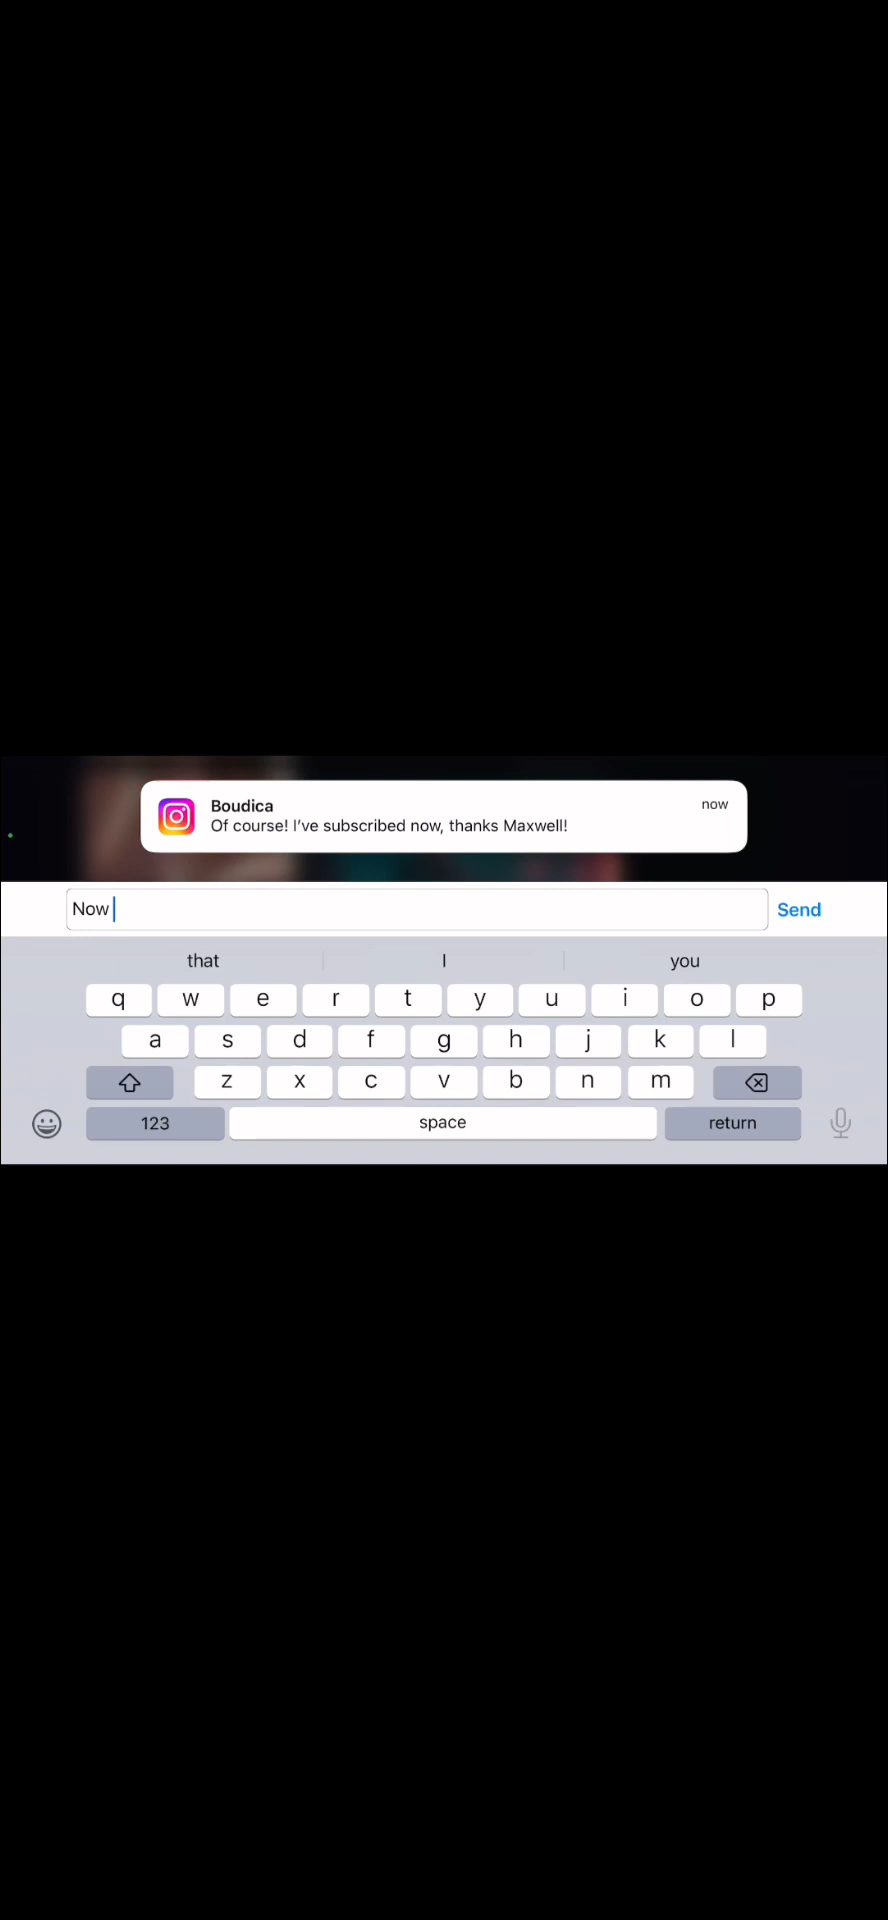 Boudica
now
Of course! I've subscribed now, thanks Maxwell!
Now
Send
that I you
q w e r t y u i o p
a s d f g h j k l
z x c v b n m
123 space return